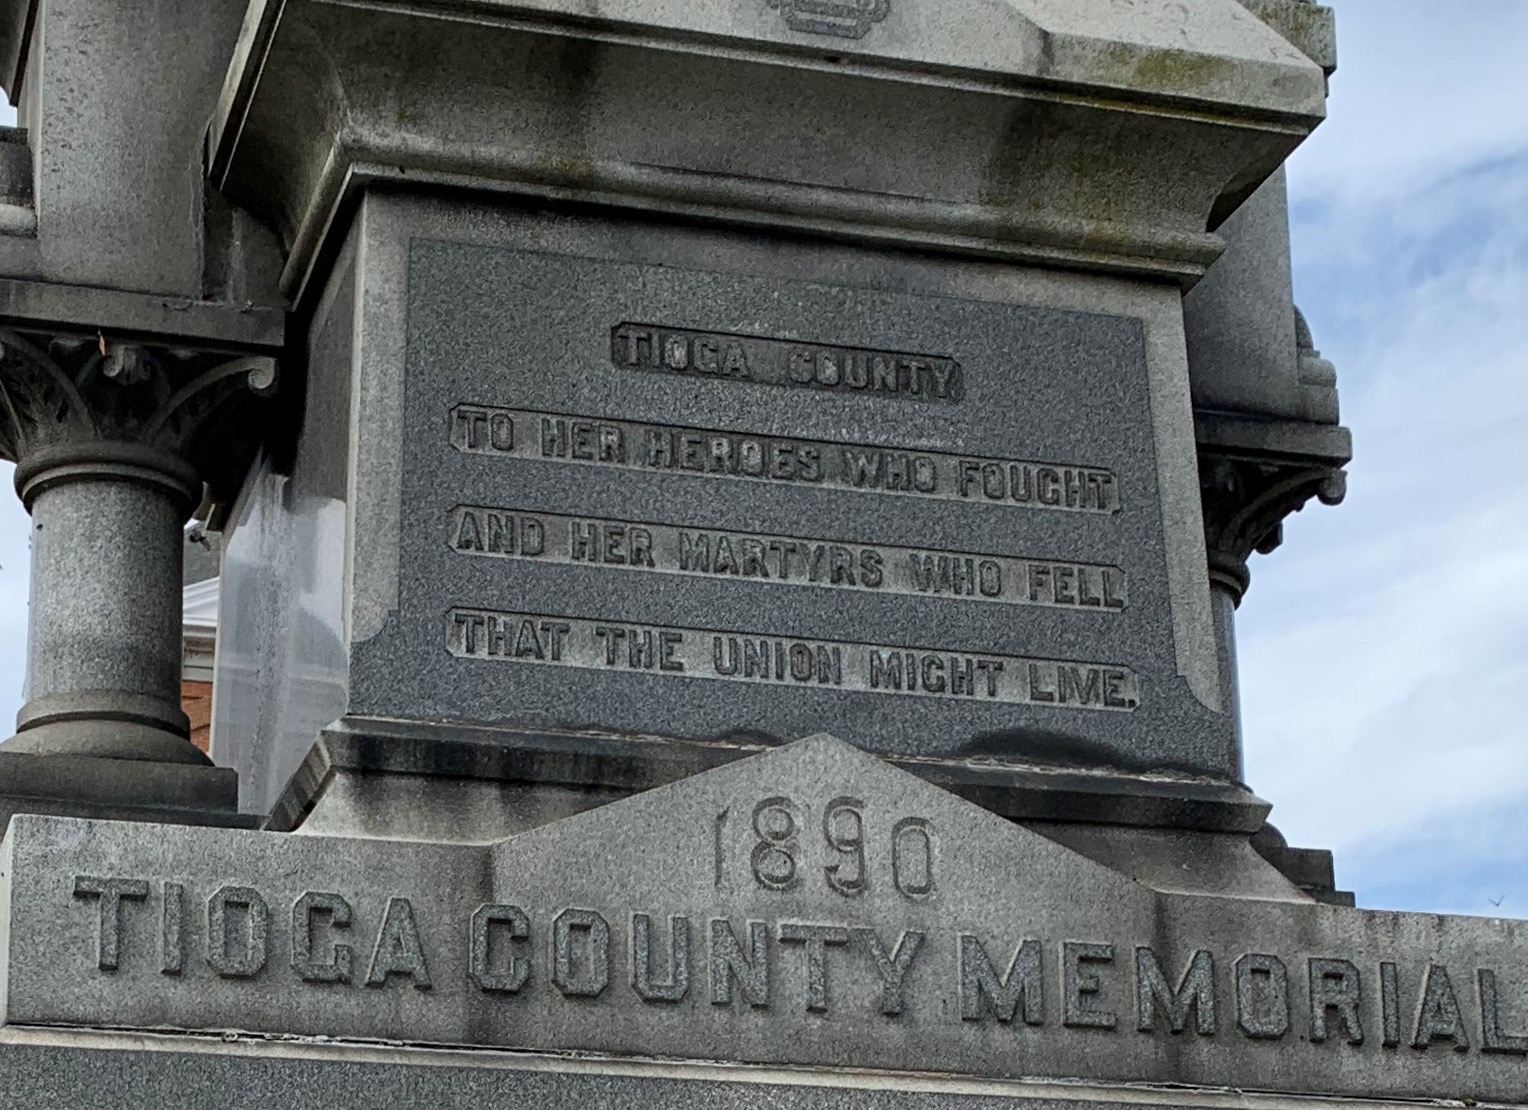 TIOGA COUNTY
TO HER HEROES WHO FOUGHT
AND HER MARTYRS WHO FELL
THAT THE UNION MIGHT LIVE.
1890
TIOGA COUNTY MEMORIAL